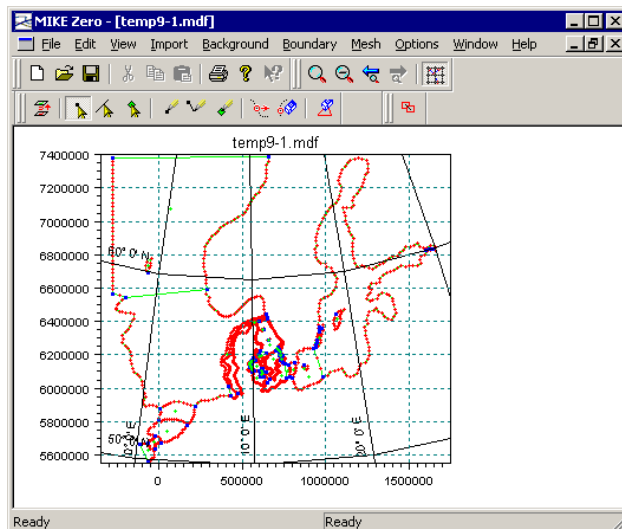 MIKE Zero - [temp9-1.mdf]
File Edit View Import Background Boundary Mesh Options Window Help
temp9-1.mdf
7400000
7200000
7000000
60° 0' N
6800000
6600000
6400000
6200000
6000000
5800000
5600000
0° 0' E
10° 0' E
20° 0' E
0 500000 1000000 1500000
Ready Ready